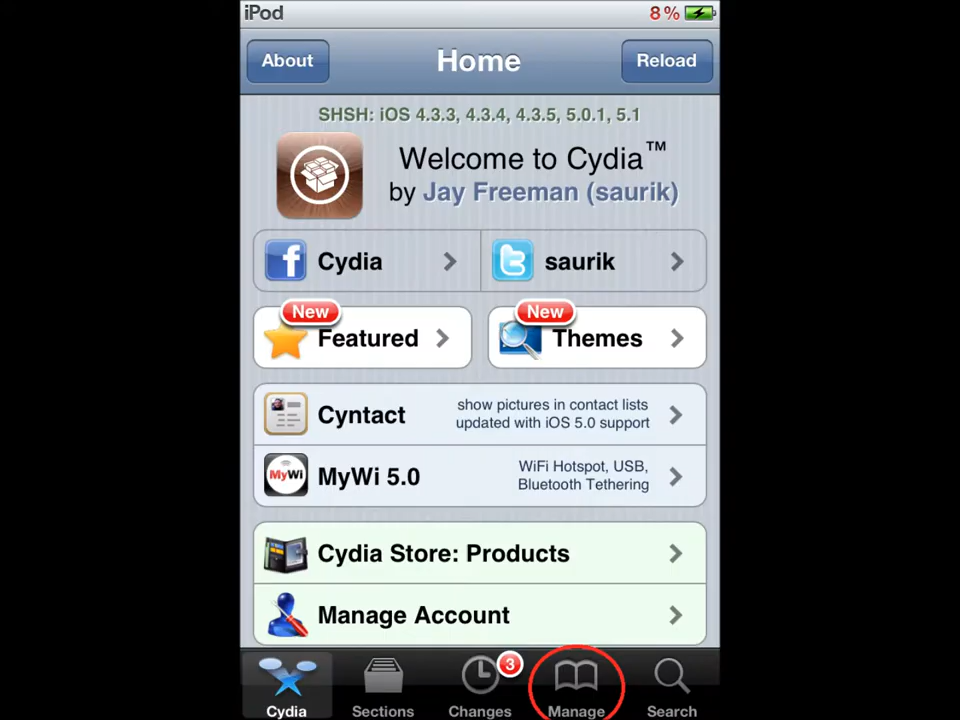 iPod 8%
About Home Reload
SHSH: iOS 4.3.3, 4.3.4, 4.3.5, 5.0.1, 5.1
Welcome to Cydia™
by Jay Freeman (saurik)
f Cydia saurik
New New
Featured Themes
Cyntact show pictures in contact lists
updated with iOS 5.0 support
MyWi MyWi 5.0 WiFi Hotspot, USB,
Bluetooth Tethering
Cydia Store: Products
Manage Account
3
Cydia Sections Changes Manage Search